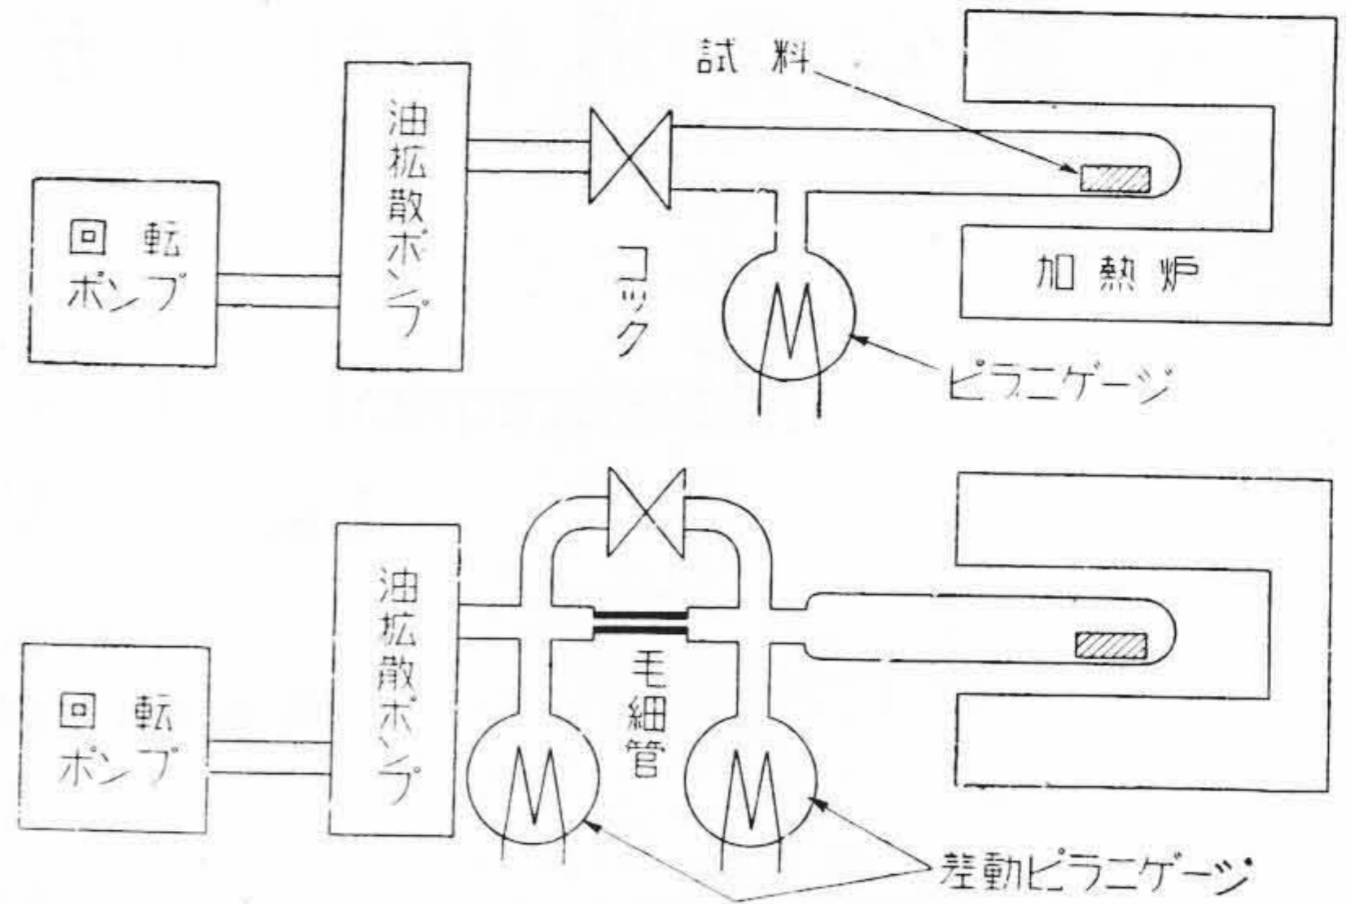 試料
油拡散ポンプ
回転
ポンプ
コック
加熱炉
ピラニゲージ
油拡散ポンプ
回転
ポンプ
毛細管
差動ピラニゲージ